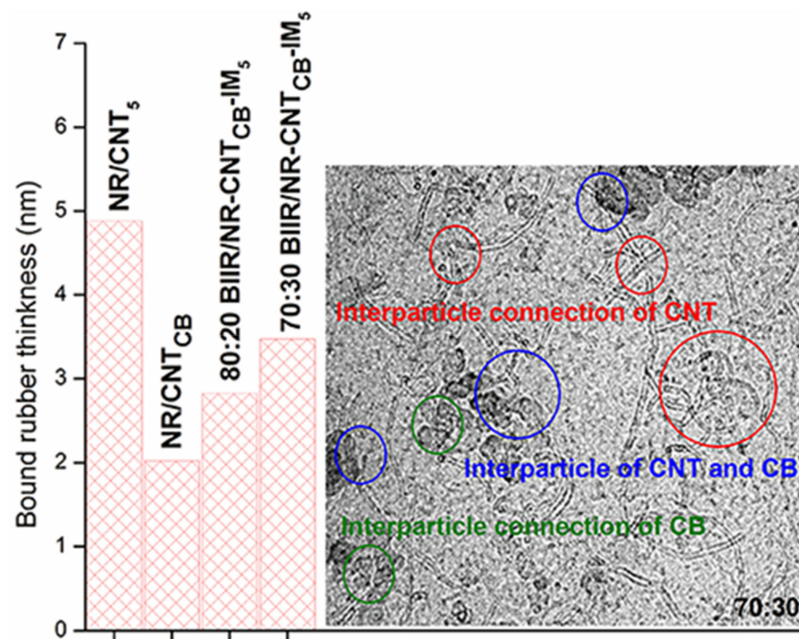 Bound rubber thinkness (nm)
7
6
5
4
3
2
1
0
NR/CNT5
NR/CNTCB
80:20 BIIR/NR-CNTCB-IM5
70:30 BIIR/NR-CNTCB-IM5
Interparticle connection of CNT
Interparticle of CNT and CB
Interparticle connection of CB
70:30